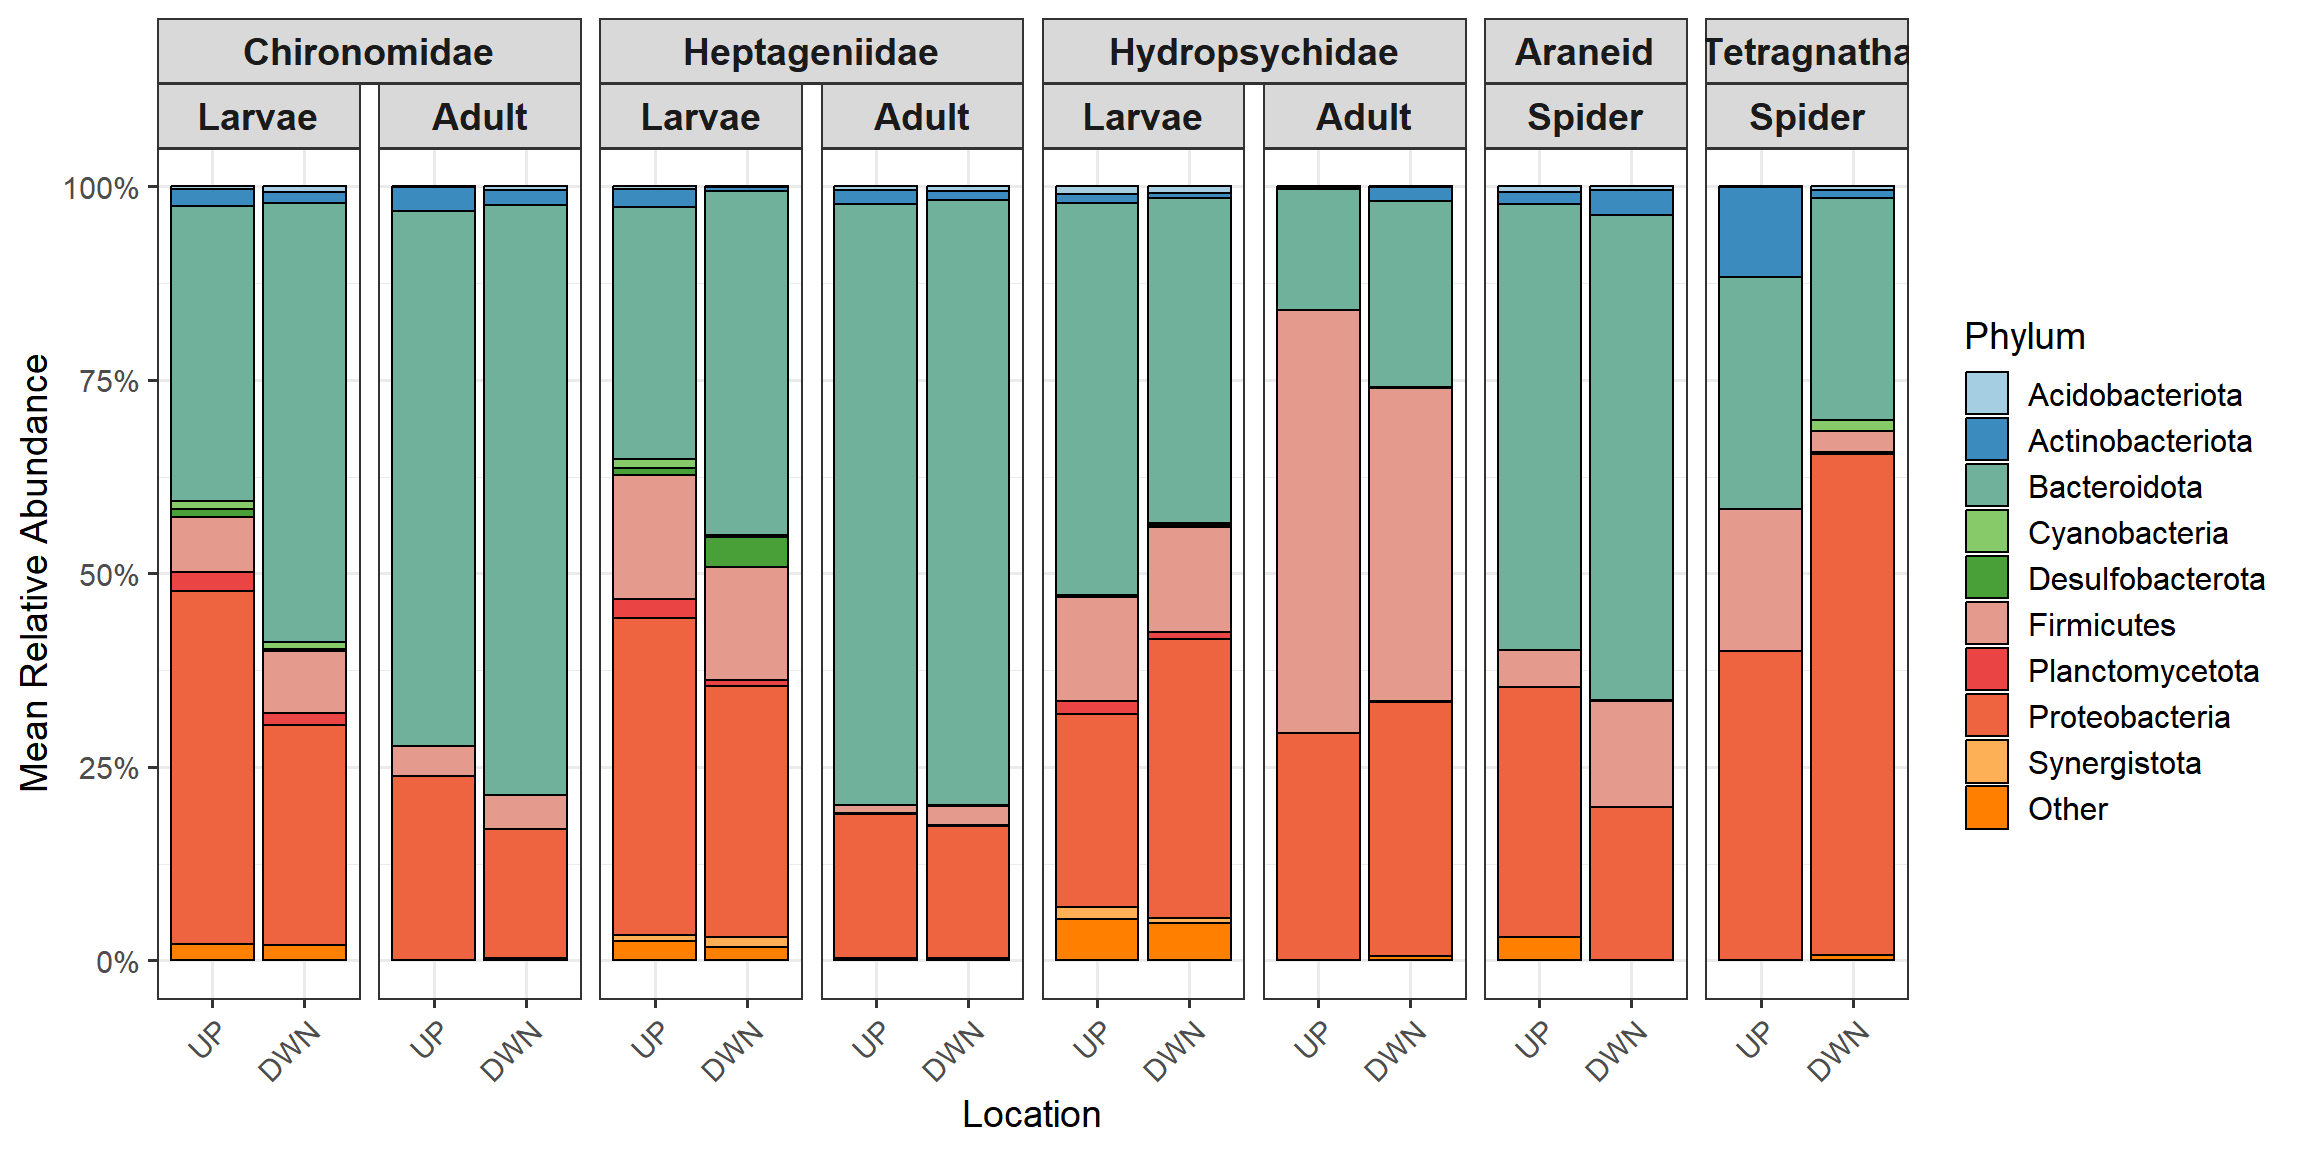 Chironomidae Heptageniidae Hydropsychidae Araneid Tetragnatha
Larvae Adult Larvae Adult Larvae Adult Spider Spider
100%
75%
50%
25%
0%
Mean Relative Abundance
UP DWN UP DWN UP DWN UP DWN UP DWN UP DWN UP DWN UP DWN
Location
Phylum
Acidobacteriota
Actinobacteriota
Bacteroidota
Cyanobacteria
Desulfobacterota
Firmicutes
Planctomycetota
Proteobacteria
Synergistota
Other